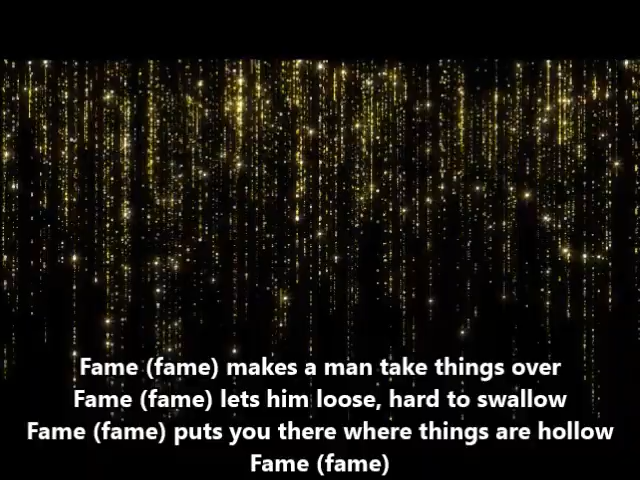 Fame (fame) makes a man take things over
Fame (fame) lets him loose, hard to swallow
Fame (fame) puts you there where things are hollow
Fame (fame)